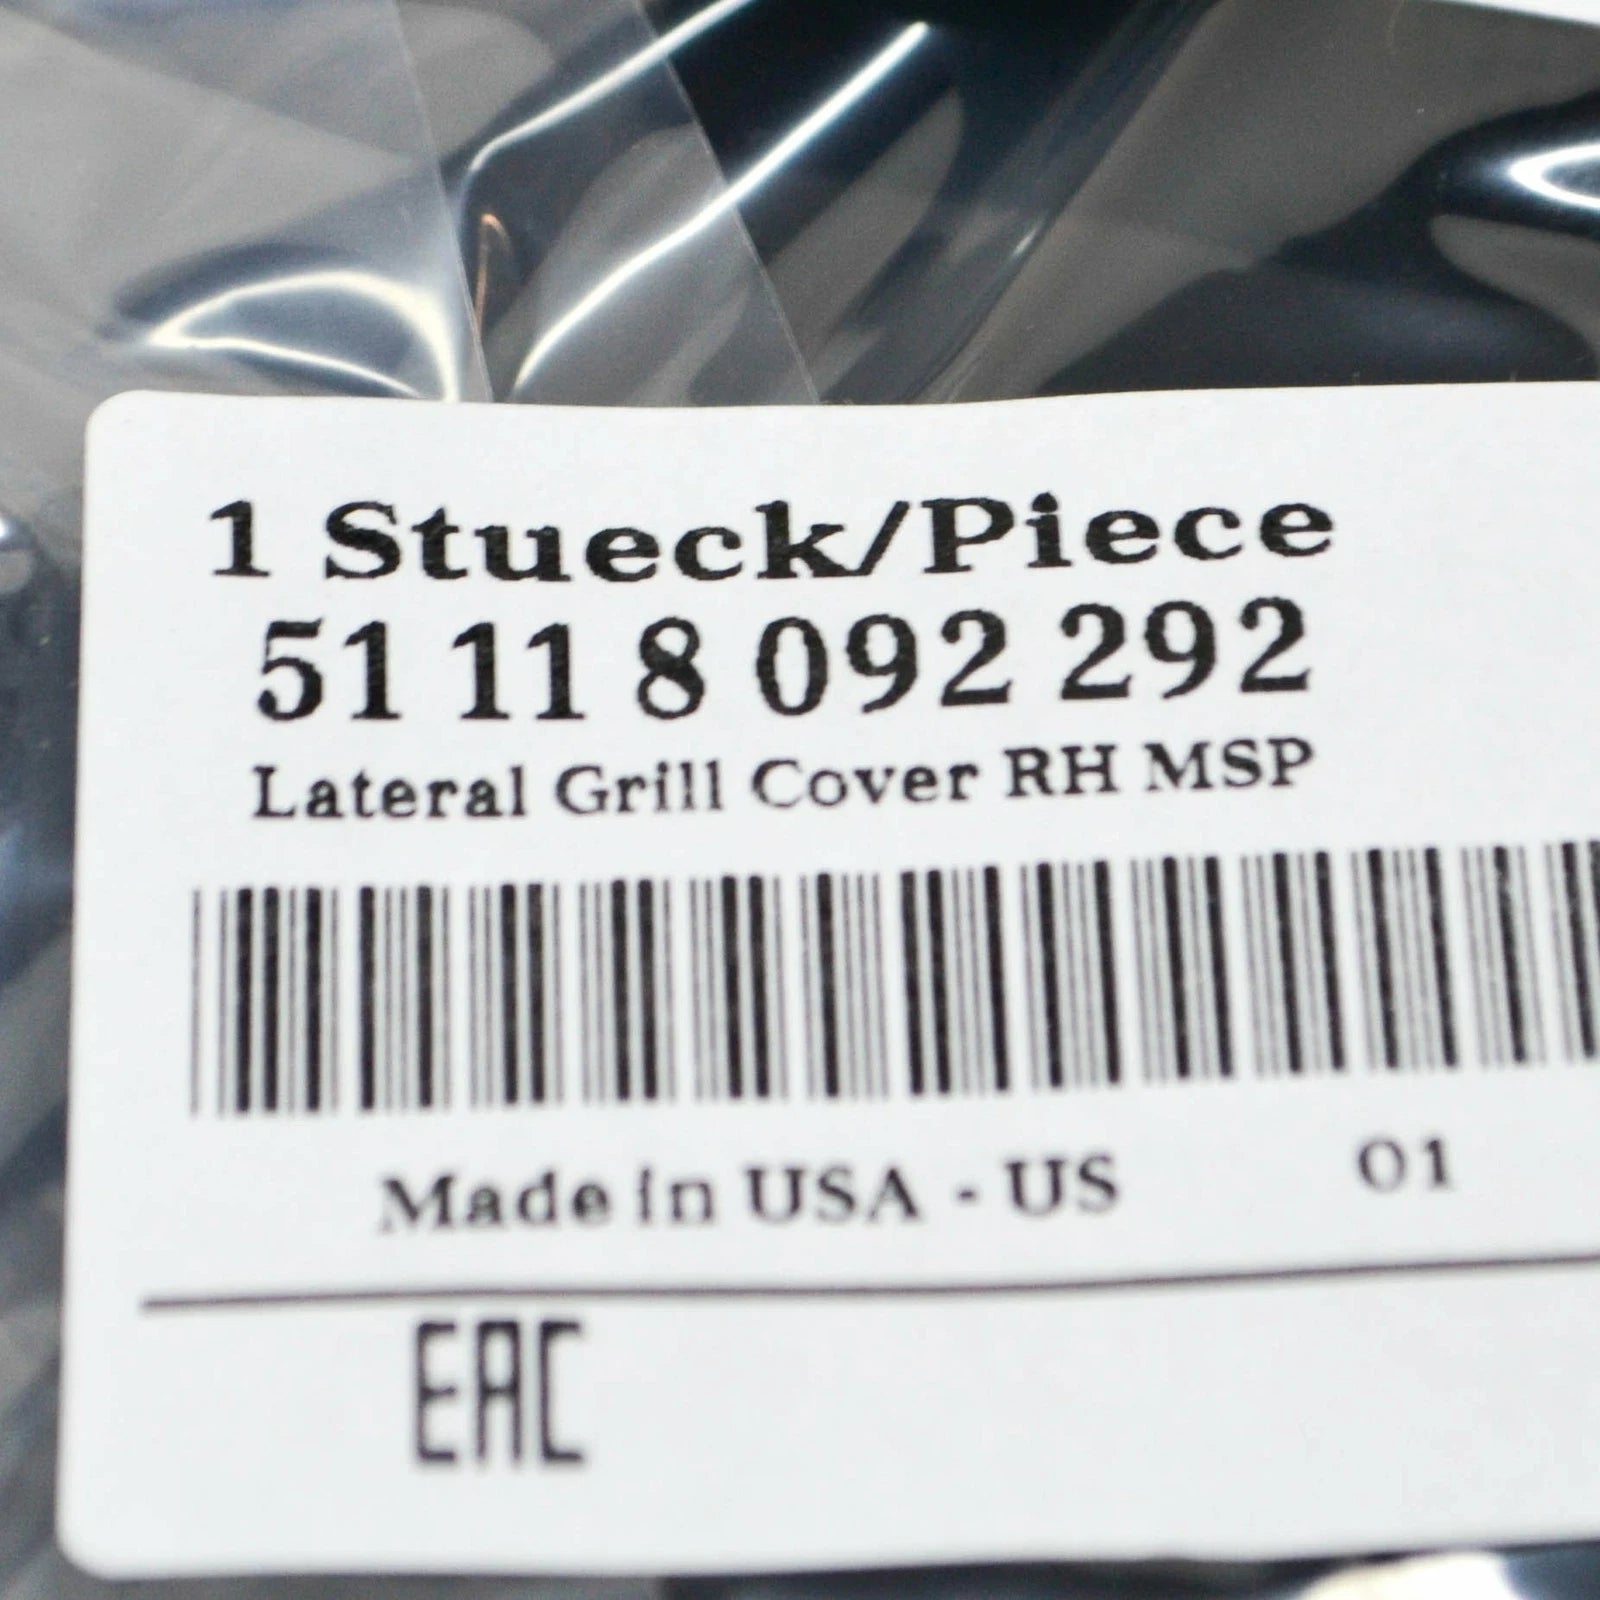 1 Stueck/Piece
51 11 8 092 292
Lateral Grill Cover RH MSP
Made in USA - US 01
EAC